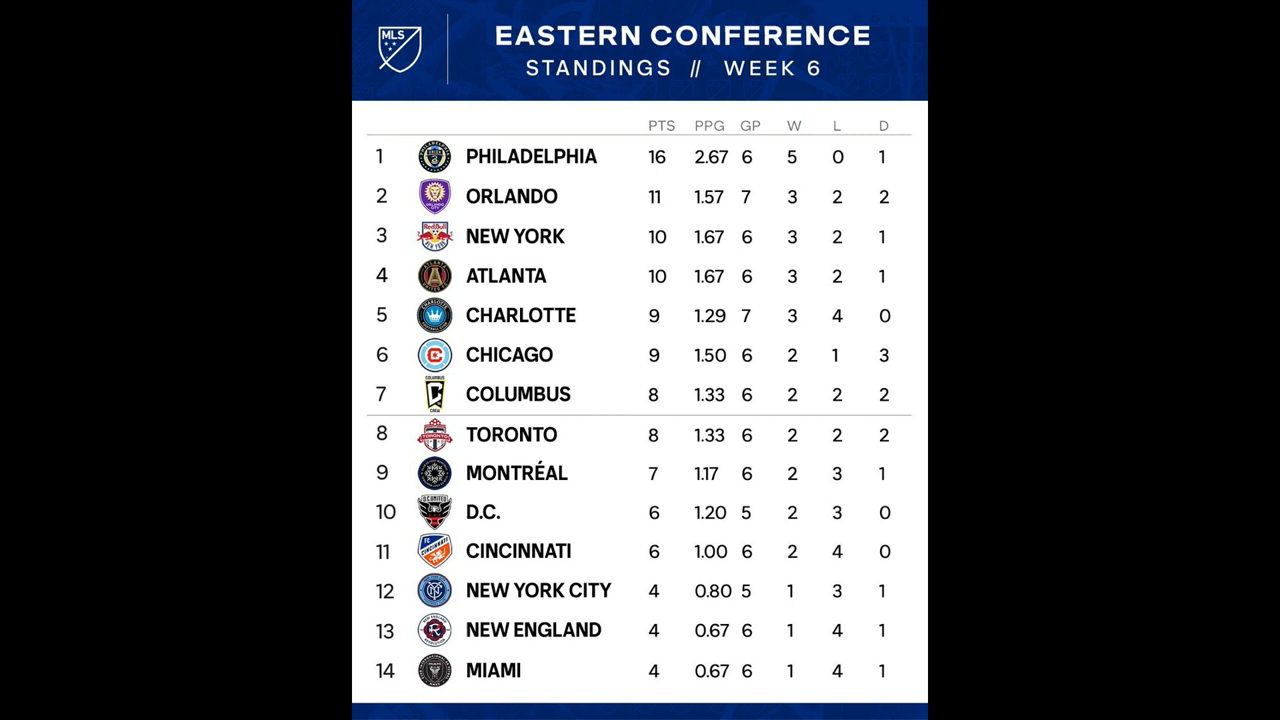 MLS
EASTERN CONFERENCE
STANDINGS // WEEK 6
PTS PPG GP W L D
1 PHILADELPHIA 16 2.67 6 5 0 1
2 ORLANDO 11 1.57 7 3 2 2
3 NEW YORK 10 1.67 6 3 2 1
4 ATLANTA 10 1.67 6 3 2 1
5 CHARLOTTE 9 1.29 7 3 4 0
6 CHICAGO 9 1.50 6 2 1 3
7 COLUMBUS 8 1.33 6 2 2 2
8 TORONTO 8 1.33 6 2 2 2
9 MONTRÉAL 7 1.17 6 2 3 1
10 D.C. 6 1.20 5 2 3 0
11 CINCINNATI 6 1.00 6 2 4 0
12 NEW YORK CITY 4 0.80 5 1 3 1
13 NEW ENGLAND 4 0.67 6 1 4 1
14 MIAMI 4 0.67 6 1 4 1